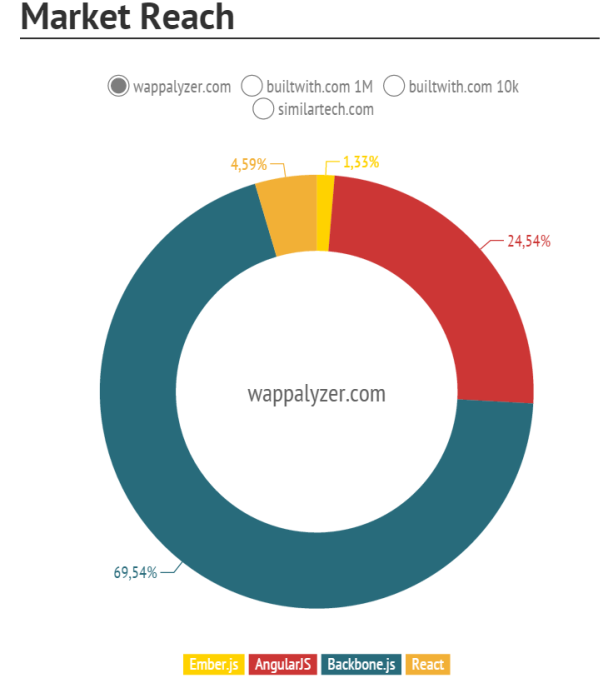 Market Reach
wappalyzer.com builtwith.com 1M builtwith.com 10k
similartech.com
4,59% 1,33%
24,54%
wappalyzer.com
69,54%
Ember.js AngularJS Backbone.js React